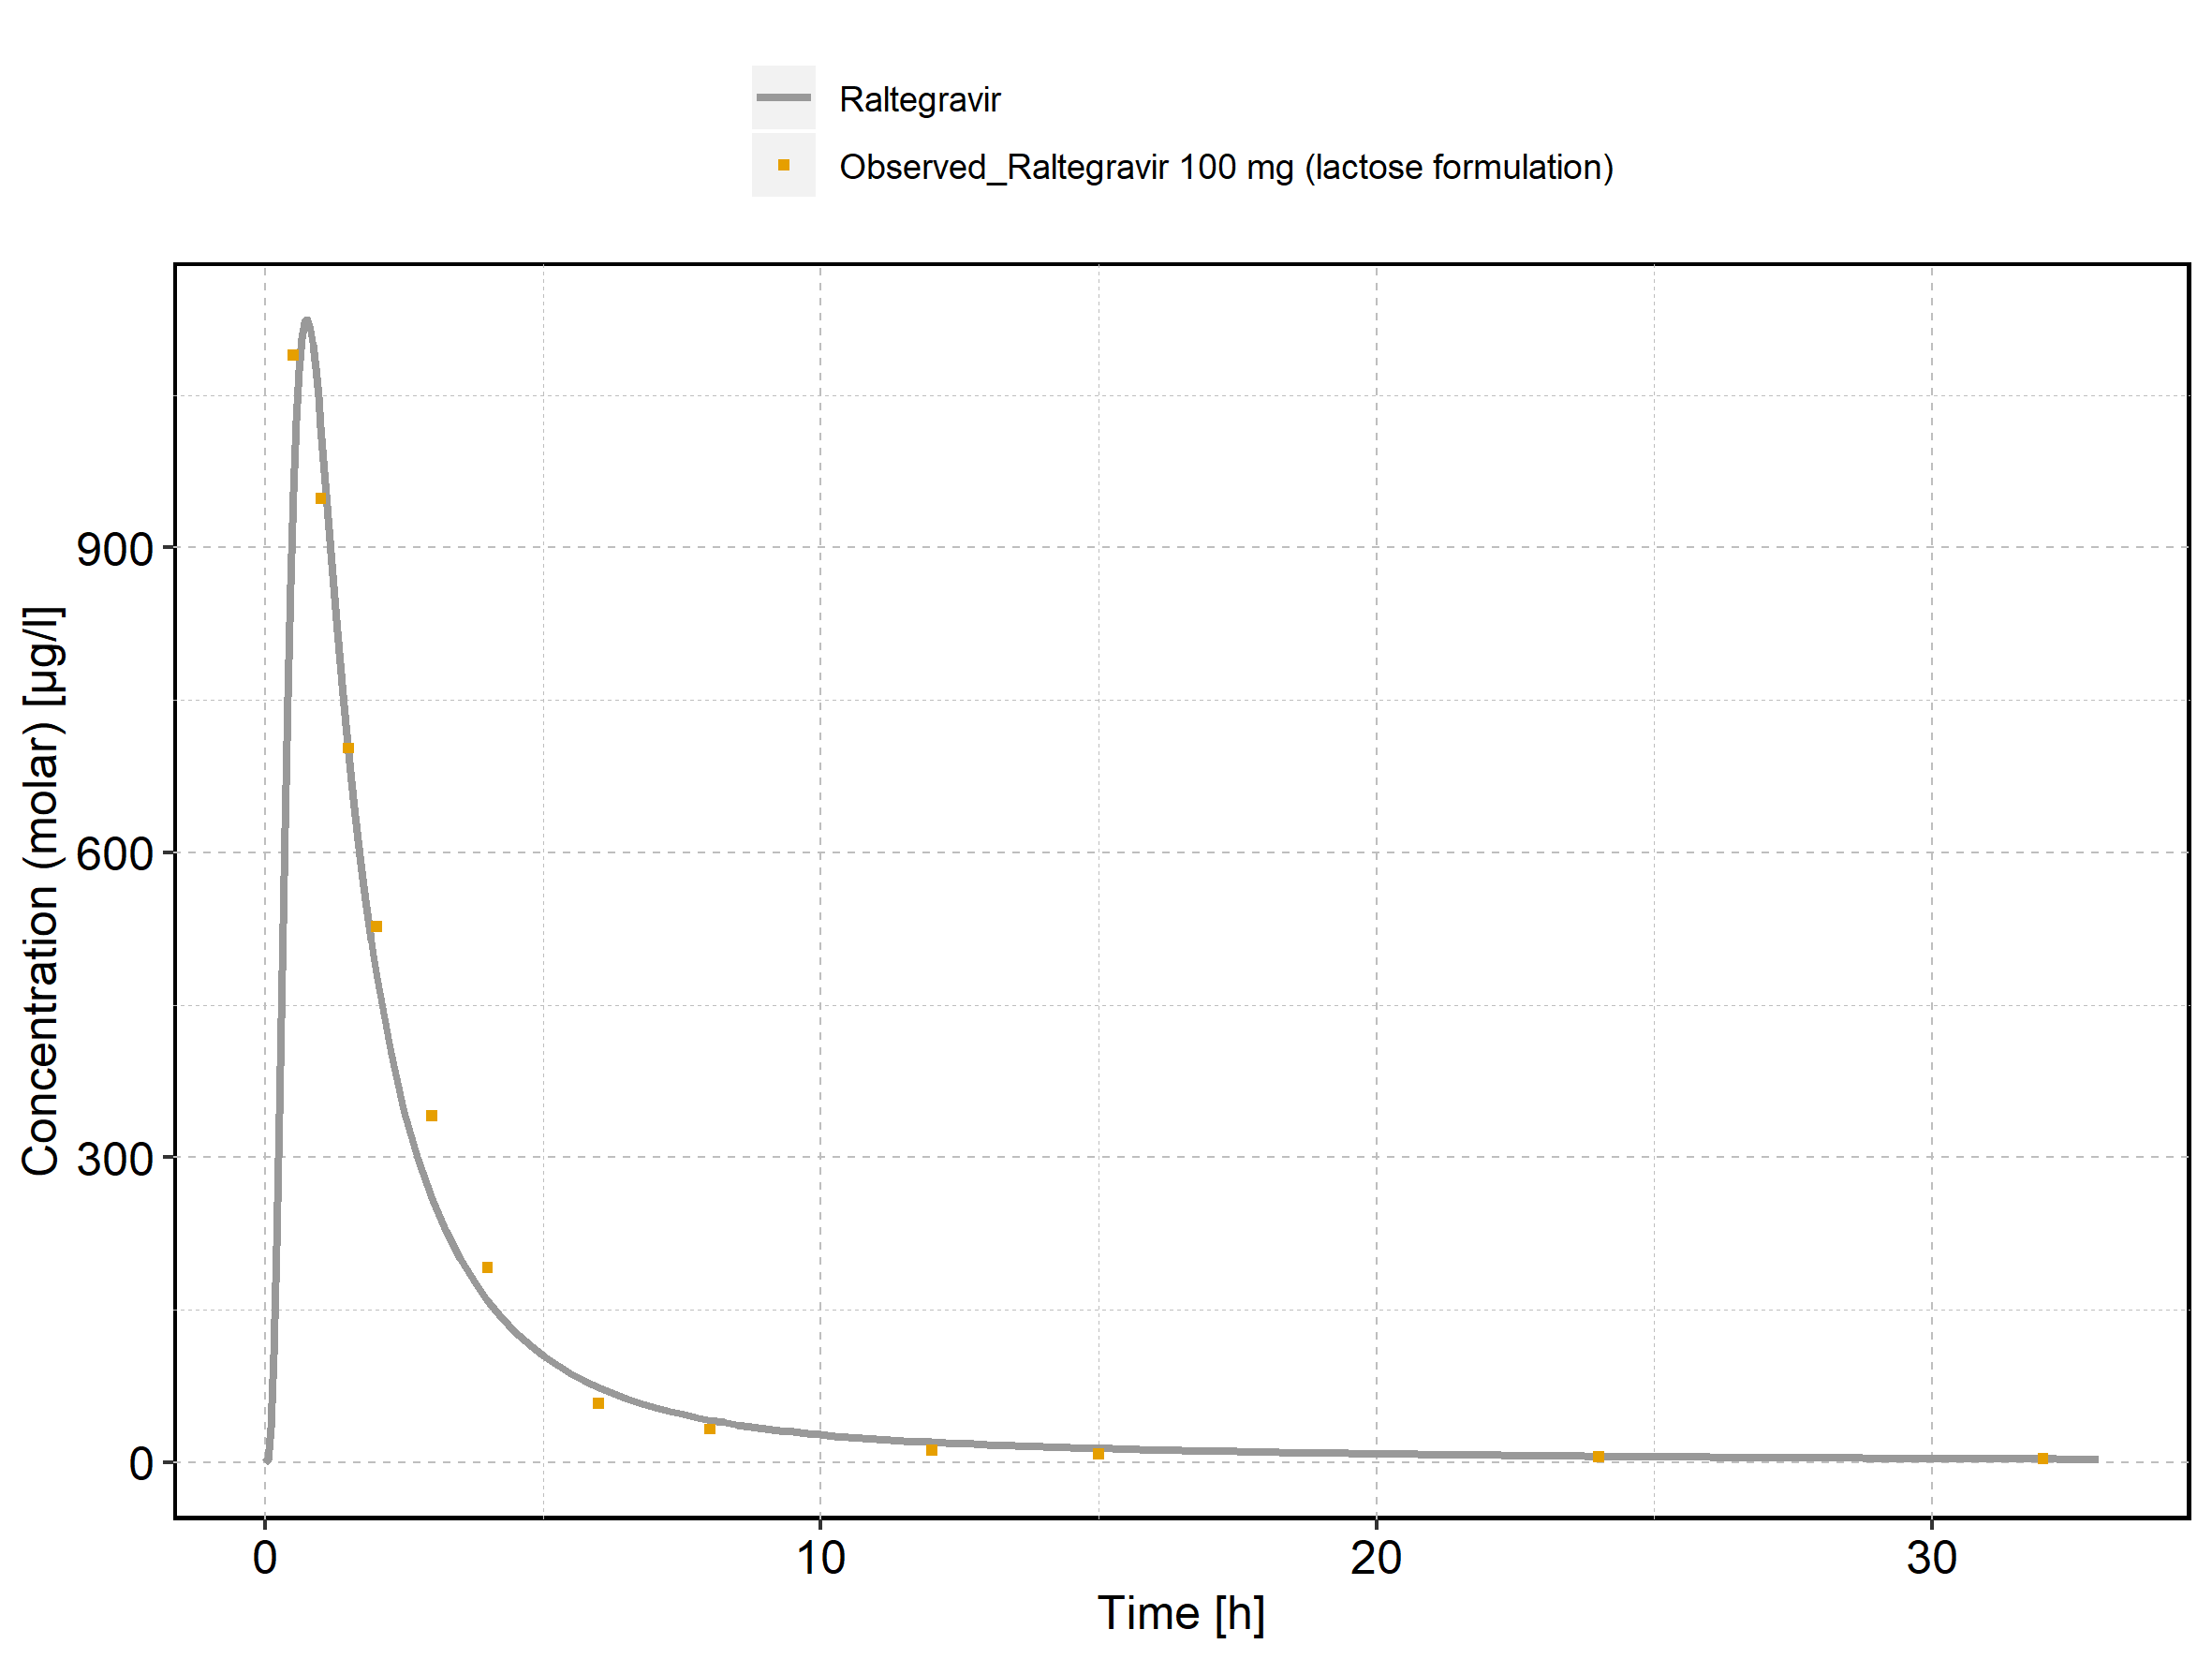 Raltegravir
Observed_Raltegravir 100 mg (lactose formulation)
Concentration (molar) [µg/l]
900
600
300
0
0
10
20
30
Time [h]